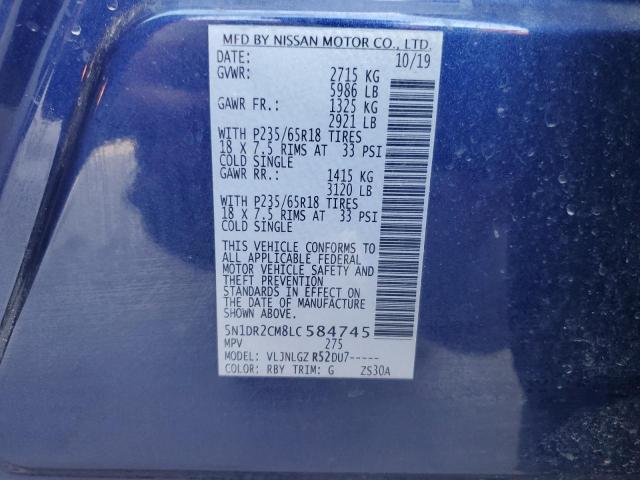 MFD BY NISSAN MOTOR CO., LTD.
DATE: 10/19
GVWR: 2715 KG
5986 LB
GAWR FR.: 1325 KG
2921 LB
WITH P235/65R18 TIRES
18 X 7.5 RIMS AT 33 PSI
COLD SINGLE
GAWR RR.: 1415 KG
3120 LB
WITH P235/65R18 TIRES
18 X 7.5 RIMS AT 33 PSI
COLD SINGLE
THIS VEHICLE CONFORMS TO
ALL APPLICABLE FEDERAL
MOTOR VEHICLE SAFETY AND
THEFT PREVENTION
STANDARDS IN EFFECT ON
THE DATE OF MANUFACTURE
SHOWN ABOVE.
5N1DR2CM8LC584745
MPV 275
MODEL: VLJNLGZ R52DU7-----
COLOR: RBY TRIM: G ZS30A